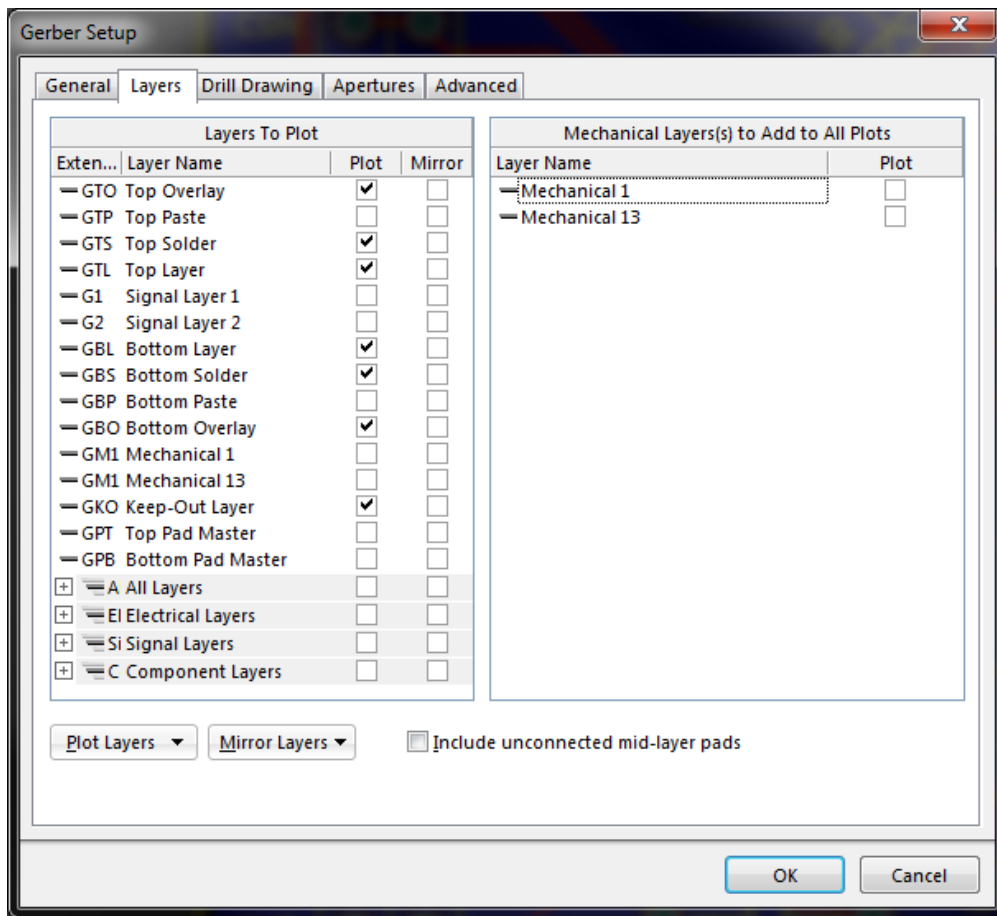 Gerber Setup
General Layers Drill Drawing Apertures Advanced
Layers To Plot
Exten... Layer Name Plot Mirror
GTO Top Overlay
GTP Top Paste
GTS Top Solder
GTL Top Layer
G1 Signal Layer 1
G2 Signal Layer 2
GBL Bottom Layer
GBS Bottom Solder
GBP Bottom Paste
GBO Bottom Overlay
GM1 Mechanical 1
GM1 Mechanical 13
GKO Keep-Out Layer
GPT Top Pad Master
GPB Bottom Pad Master
A All Layers
El Electrical Layers
Si Signal Layers
C Component Layers
Mechanical Layers(s) to Add to All Plots
Layer Name Plot
Mechanical 1
Mechanical 13
Plot Layers Mirror Layers Include unconnected mid-layer pads
OK Cancel